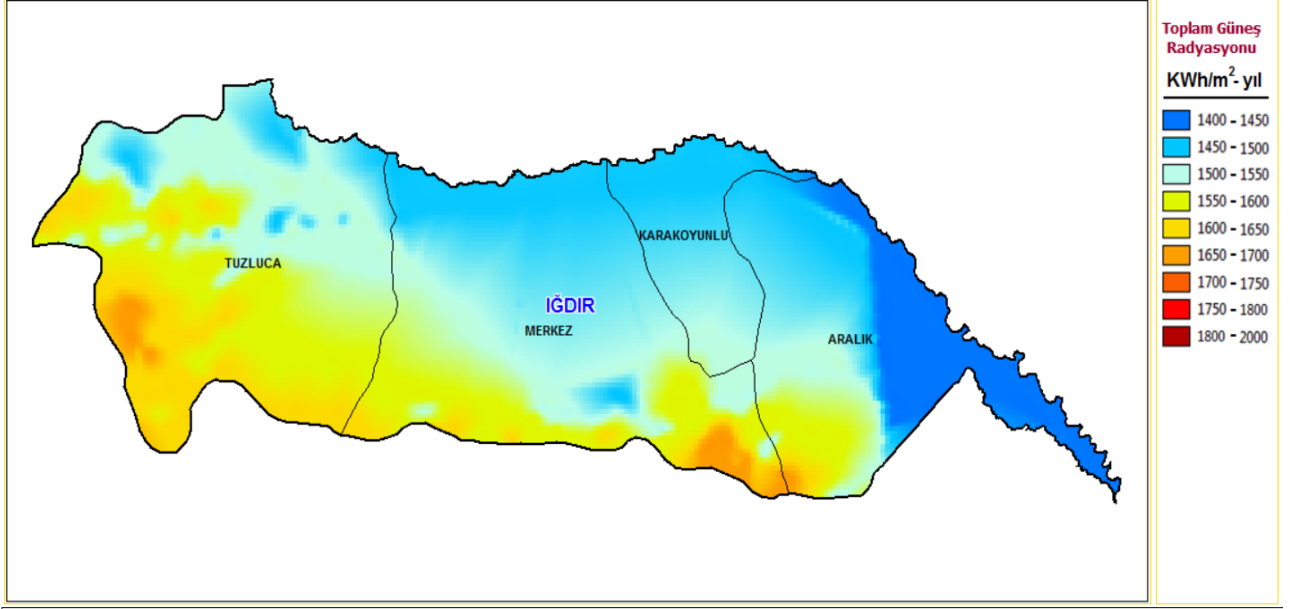 Toplam Güneş
Radyasyonu
KWh/m²- yıl
1400 - 1450
1450 - 1500
1500 - 1550
1550 - 1600
1600 - 1650
1650 - 1700
1700 - 1750
1750 - 1800
1800 - 2000
KARAKOYUNLU
TUZLUCA
IĞDIR
MERKEZ
ARALIK